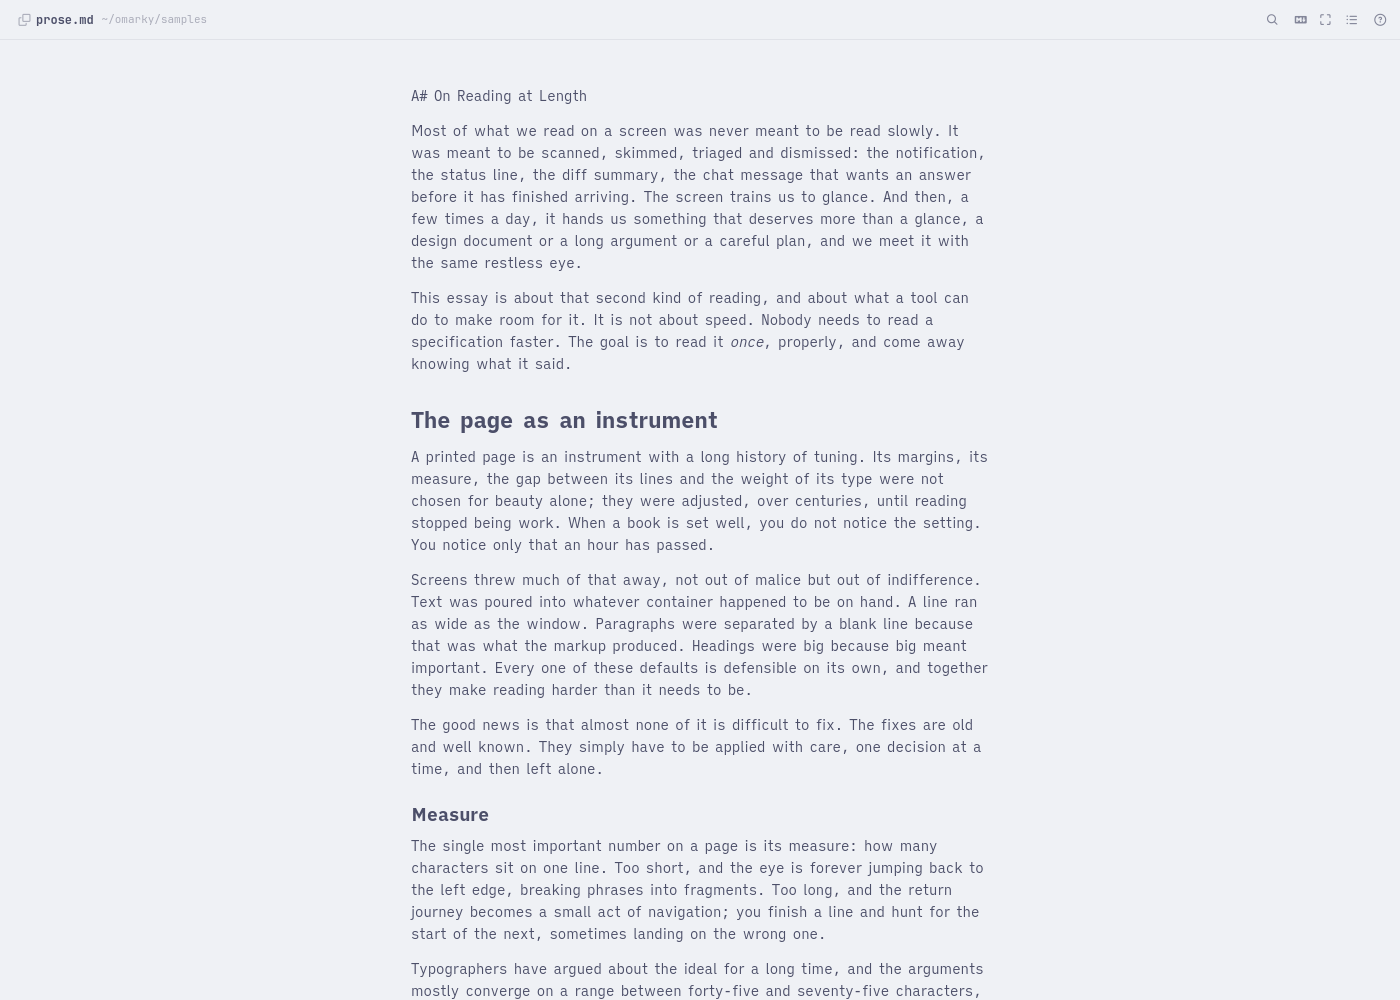 prose.md ~/omarky/samples
A# On Reading at Length
Most of what we read on a screen was never meant to be read slowly. It
was meant to be scanned, skimmed, triaged and dismissed: the notification,
the status line, the diff summary, the chat message that wants an answer
before it has finished arriving. The screen trains us to glance. And then, a
few times a day, it hands us something that deserves more than a glance, a
design document or a long argument or a careful plan, and we meet it with
the same restless eye.
This essay is about that second kind of reading, and about what a tool can
do to make room for it. It is not about speed. Nobody needs to read a
specification faster. The goal is to read it once, properly, and come away
knowing what it said.
The page as an instrument
A printed page is an instrument with a long history of tuning. Its margins, its
measure, the gap between its lines and the weight of its type were not
chosen for beauty alone; they were adjusted, over centuries, until reading
stopped being work. When a book is set well, you do not notice the setting.
You notice only that an hour has passed.
Screens threw much of that away, not out of malice but out of indifference.
Text was poured into whatever container happened to be on hand. A line ran
as wide as the window. Paragraphs were separated by a blank line because
that was what the markup produced. Headings were big because big meant
important. Every one of these defaults is defensible on its own, and together
they make reading harder than it needs to be.
The good news is that almost none of it is difficult to fix. The fixes are old
and well known. They simply have to be applied with care, one decision at a
time, and then left alone.
Measure
The single most important number on a page is its measure: how many
characters sit on one line. Too short, and the eye is forever jumping back to
the left edge, breaking phrases into fragments. Too long, and the return
journey becomes a small act of navigation; you finish a line and hunt for the
start of the next, sometimes landing on the wrong one.
Typographers have argued about the ideal for a long time, and the arguments
mostly converge on a range between forty-five and seventy-five characters,